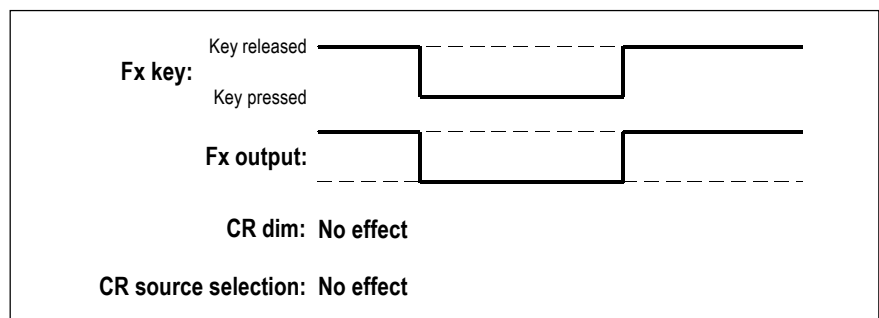 Key released
Fx key:
Key pressed
Fx output:
CR dim: No effect
CR source selection: No effect